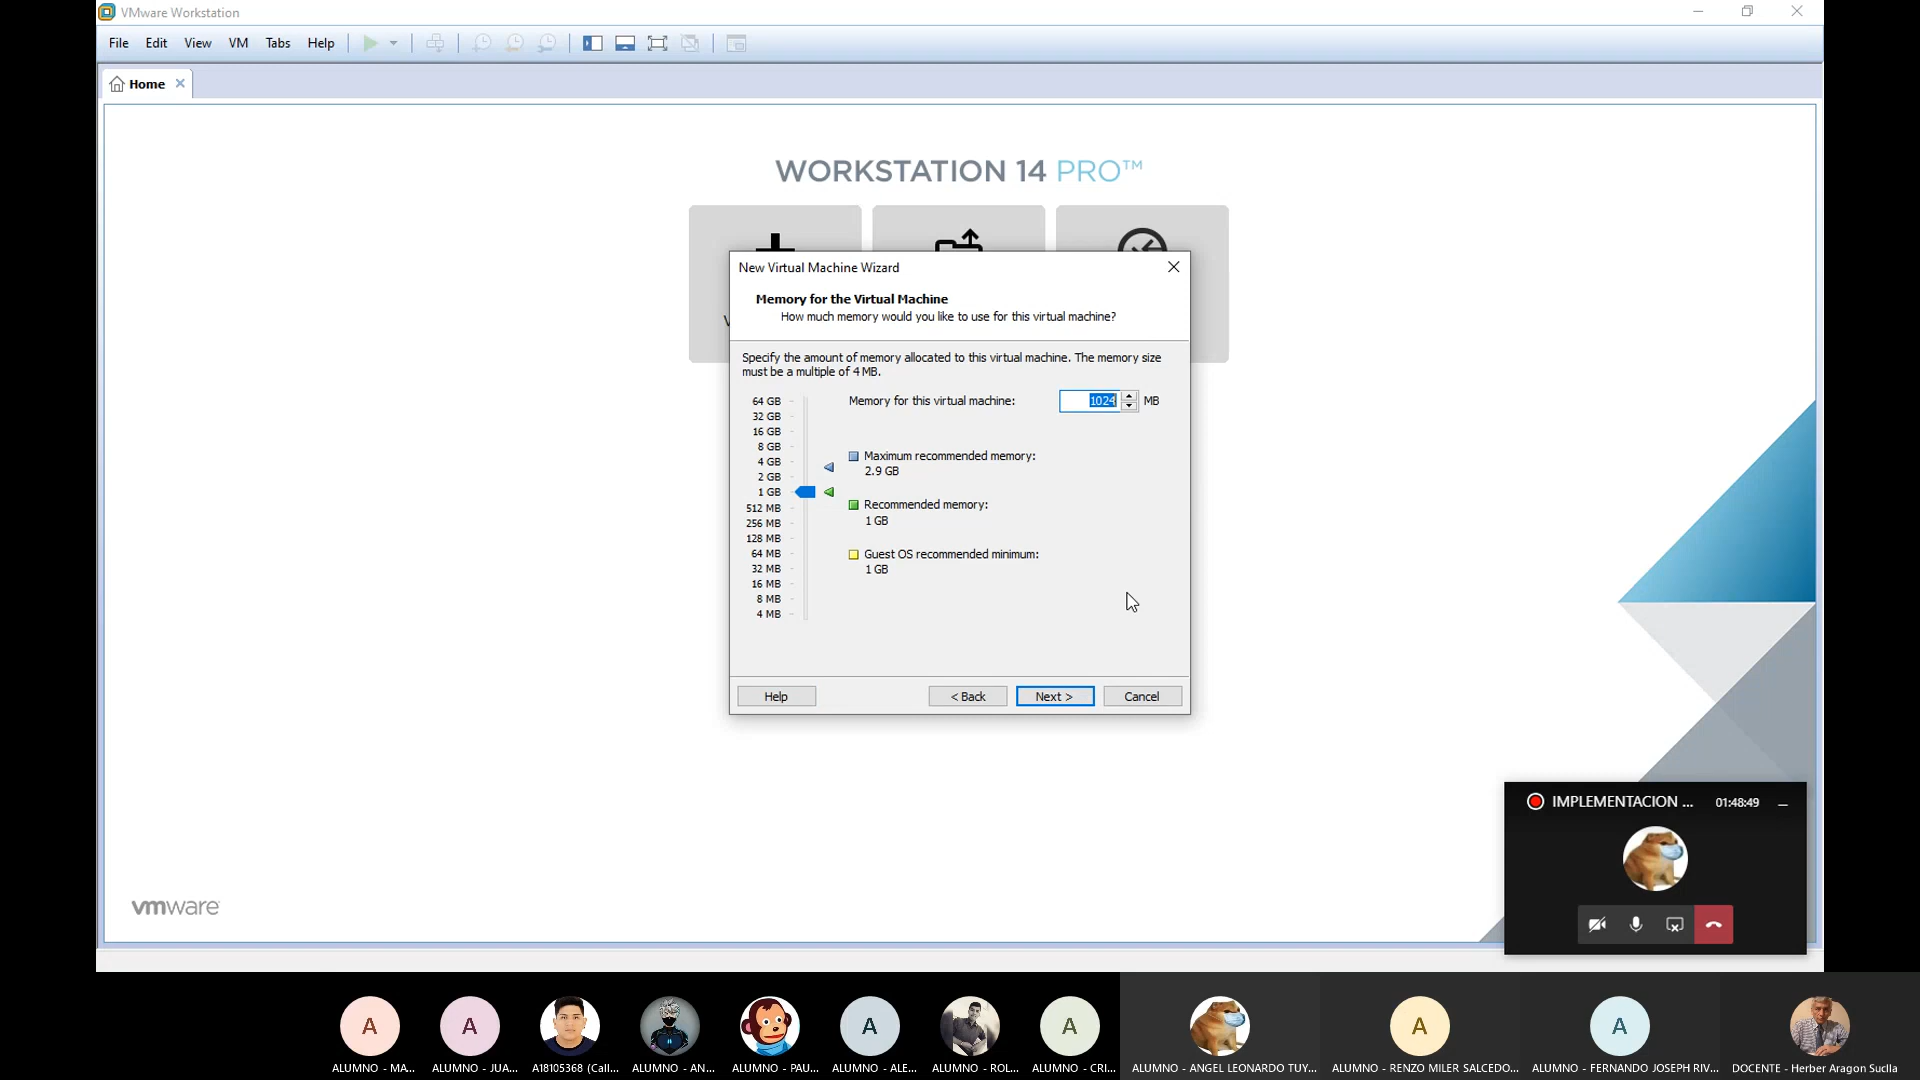 VMware Workstation
File Edit View VM Tabs Help
Home
WORKSTATION 14 PRO™
New Virtual Machine Wizard
Memory for the Virtual Machine
How much memory would you like to use for this virtual machine?
Specify the amount of memory allocated to this virtual machine. The memory size
must be a multiple of 4 MB.
Memory for this virtual machine: 1024 MB
64 GB
32 GB
16 GB
8 GB
4 GB
2 GB
1 GB
512 MB
256 MB
128 MB
64 MB
32 MB
16 MB
8 MB
4 MB
Maximum recommended memory:
2.9 GB
Recommended memory:
1 GB
Guest OS recommended minimum:
1 GB
Help < Back Next > Cancel
vmware
IMPLEMENTACION ... 01:48:49
A A A A A A
ALUMNO - MA... ALUMNO - JUA... A18105368 (Call... ALUMNO - AN... ALUMNO - PAU... ALUMNO - ALE... ALUMNO - ROL... ALUMNO - CRI... ALUMNO - ANGEL LEONARDO TUY... ALUMNO - RENZO MILER SALCEDO... ALUMNO - FERNANDO JOSEPH RIV... DOCENTE - Herber Aragon Suclla